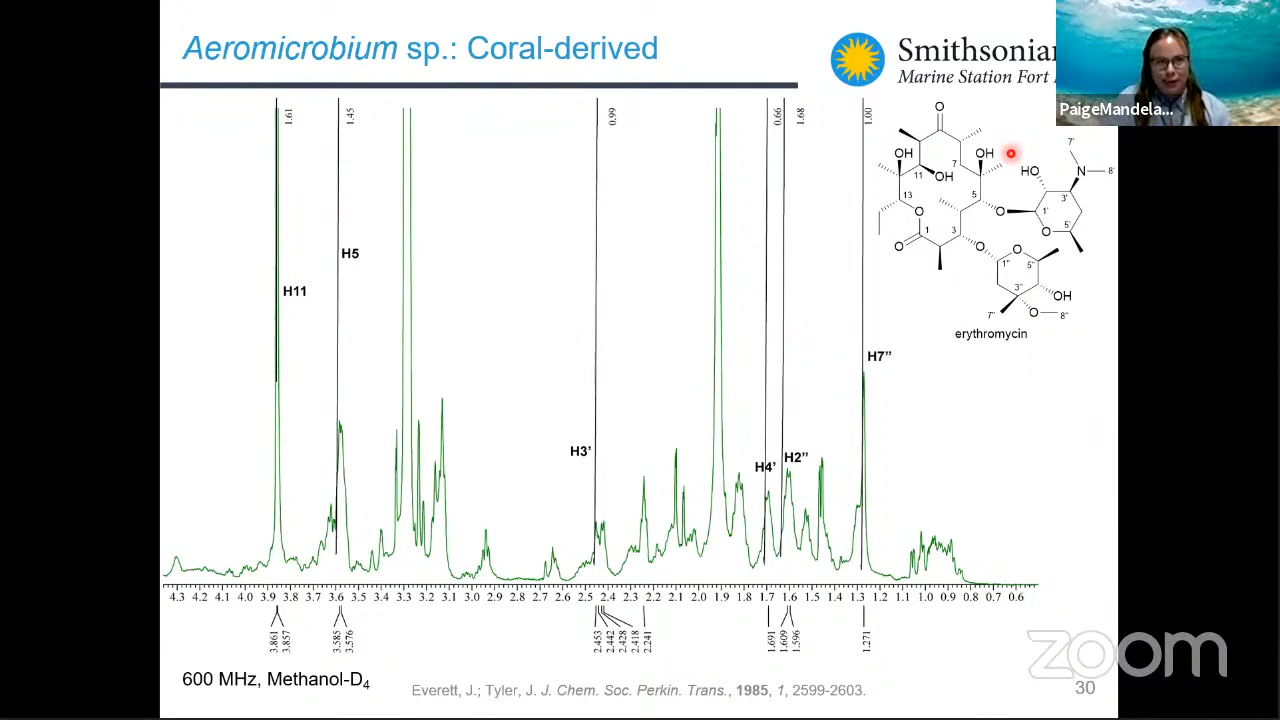 Aeromicrobium sp.: Coral-derived
Smithsonian
Marine Station Fort
PaigeMandela...
1.61
1.45
0.99
0.66
1.68
1.00
H11
H5
H3’
H4’
H2”
H7”
O
OH
OH
11
OH
7
5
13
O
1
O
3
O
O
HO
7'
N
8'
3'
1'
O
5'
O
1"
5"
3"
OH
7'
O
8"
erythromycin
4.3 4.2 4.1 4.0 3.9 3.8 3.7 3.6 3.5 3.4 3.3 3.2 3.1 3.0 2.9 2.8 2.7 2.6 2.5 2.4 2.3 2.2 2.1 2.0 1.9 1.8 1.7 1.6 1.5 1.4 1.3 1.2 1.1 1.0 0.9 0.8 0.7 0.6
3.861
3.857
3.585
3.576
2.453
2.442
2.428
2.418
2.241
1.691
1.609
1.596
1.271
600 MHz, Methanol-D4
Everett, J.; Tyler, J. J. Chem. Soc. Perkin. Trans., 1985, 1, 2599-2603.
zoom
30